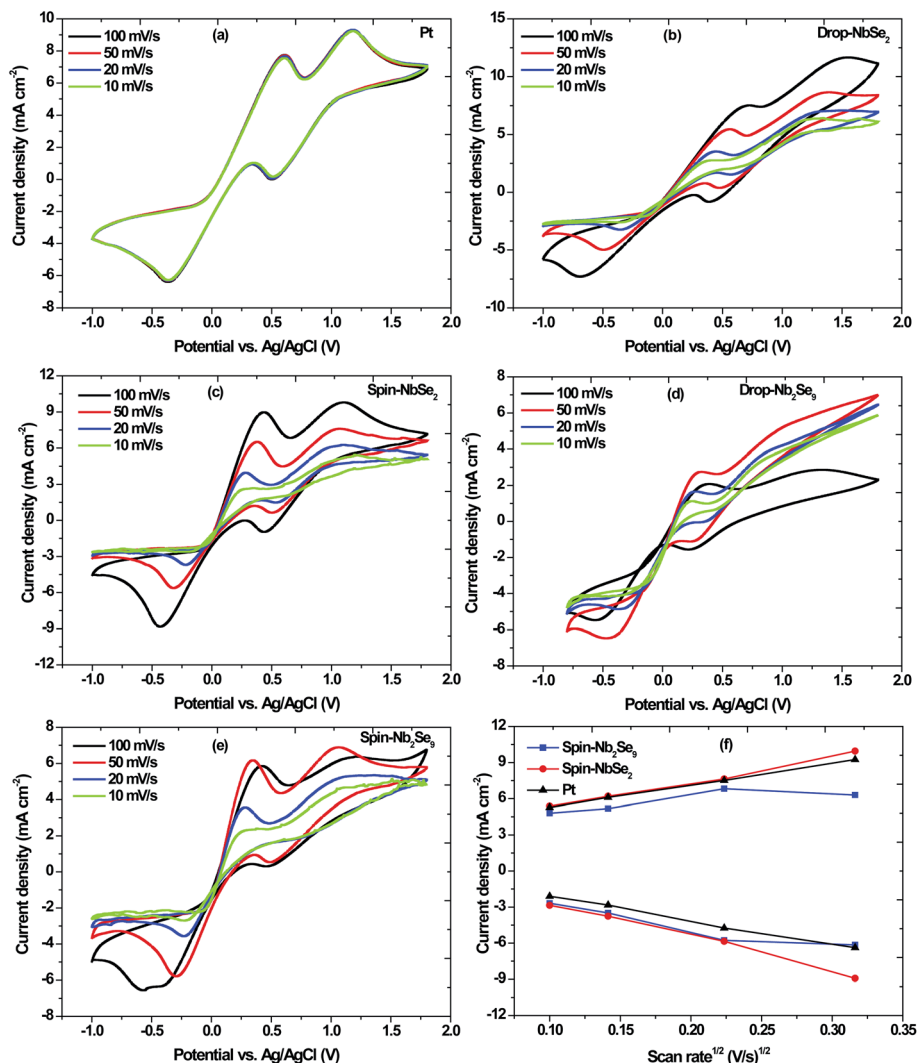 (a)
Pt
100 mV/s
50 mV/s
20 mV/s
10 mV/s
Current density (mA cm⁻²)
10
8
6
4
2
0
-2
-4
-6
-8
-1.0 -0.5 0.0 0.5 1.0 1.5 2.0
Potential vs. Ag/AgCl (V)
(b)
Drop-NbSe₂
100 mV/s
50 mV/s
20 mV/s
10 mV/s
Current density (mA cm⁻²)
15
10
5
0
-5
-10
-1.0 -0.5 0.0 0.5 1.0 1.5 2.0
Potential vs. Ag/AgCl (V)
(c)
Spin-NbSe₂
100 mV/s
50 mV/s
20 mV/s
10 mV/s
Current density (mA cm⁻²)
12
9
6
3
0
-3
-6
-9
-12
-1.0 -0.5 0.0 0.5 1.0 1.5 2.0
Potential vs. Ag/AgCl (V)
(d)
Drop-Nb₂Se₉
100 mV/s
50 mV/s
20 mV/s
10 mV/s
Current density (mA cm⁻²)
8
6
4
2
0
-2
-4
-6
-8
-1.0 -0.5 0.0 0.5 1.0 1.5 2.0
Potential vs. Ag/AgCl (V)
(e)
Spin-Nb₂Se₉
100 mV/s
50 mV/s
20 mV/s
10 mV/s
Current density (mA cm⁻²)
8
6
4
2
0
-2
-4
-6
-8
-1.0 -0.5 0.0 0.5 1.0 1.5 2.0
Potential vs. Ag/AgCl (V)
(f)
Spin-Nb₂Se₉
Spin-NbSe₂
Pt
Current density (mA cm⁻²)
12
9
6
3
0
-3
-6
-9
-12
0.10 0.15 0.20 0.25 0.30 0.35
Scan rate¹ᐟ² (V/s)¹ᐟ²